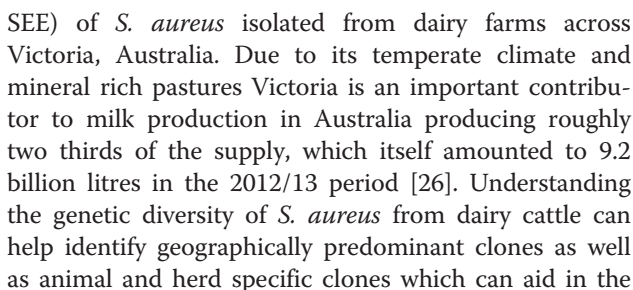 SEE) of S. aureus isolated from dairy farms across
Victoria, Australia. Due to its temperate climate and
mineral rich pastures Victoria is an important contribu-
tor to milk production in Australia producing roughly
two thirds of the supply, which itself amounted to 9.2
billion litres in the 2012/13 period [26]. Understanding
the genetic diversity of S. aureus from dairy cattle can
help identify geographically predominant clones as well
as animal and herd specific clones which can aid in the